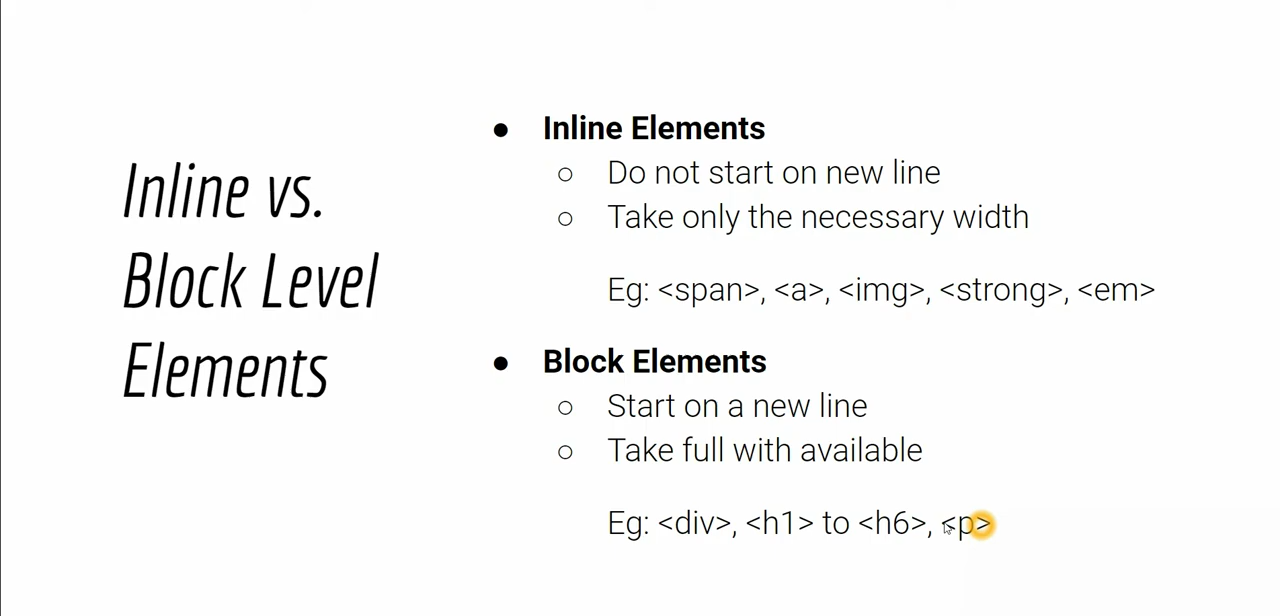 Inline vs.
Block Level
Elements
● Inline Elements
○ Do not start on new line
○ Take only the necessary width
Eg: <span>, <a>, <img>, <strong>, <em>
● Block Elements
○ Start on a new line
○ Take full with available
Eg: <div>, <h1> to <h6>, <p>